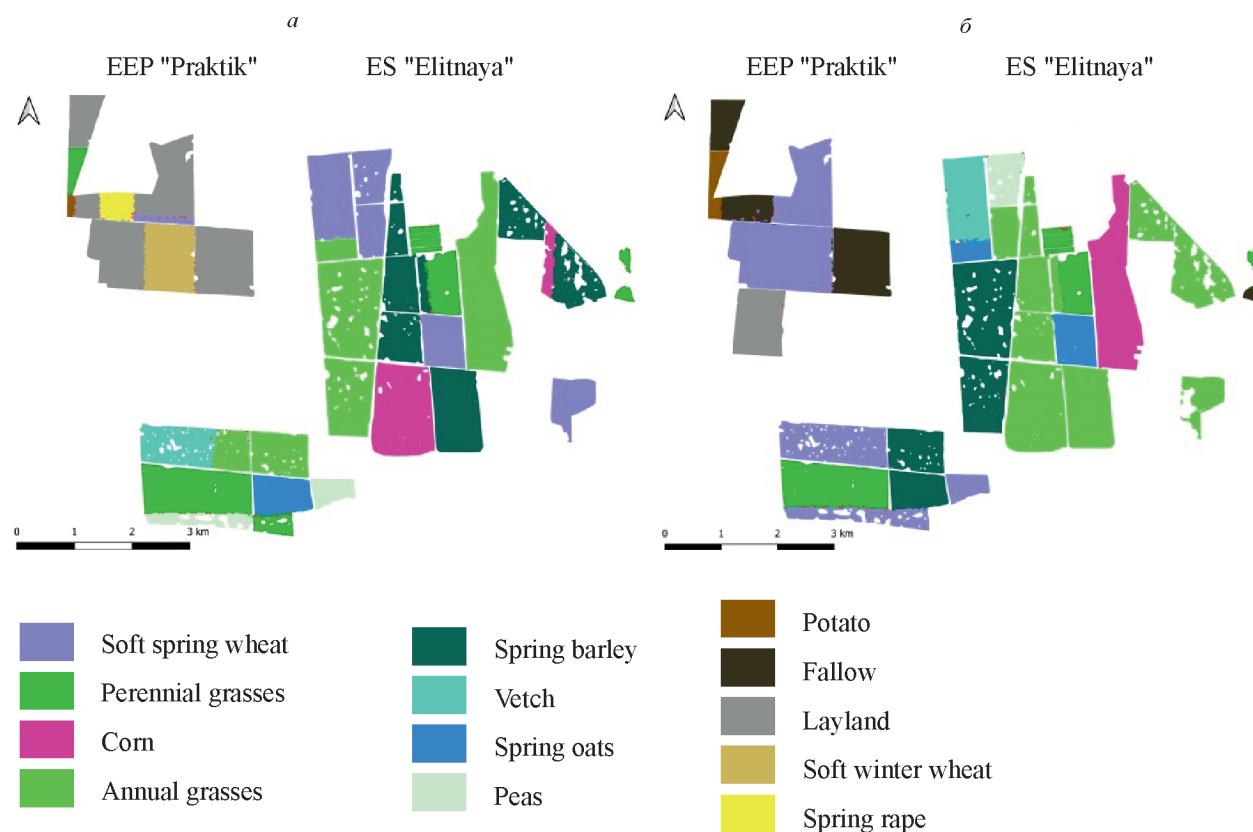 а
б
EEP "Praktik"
ES "Elitnaya"
EEP "Praktik"
ES "Elitnaya"
0 1 2 3 km
0 1 2 3 km
Soft spring wheat
Perennial grasses
Corn
Annual grasses
Spring barley
Vetch
Spring oats
Peas
Potato
Fallow
Layland
Soft winter wheat
Spring rape